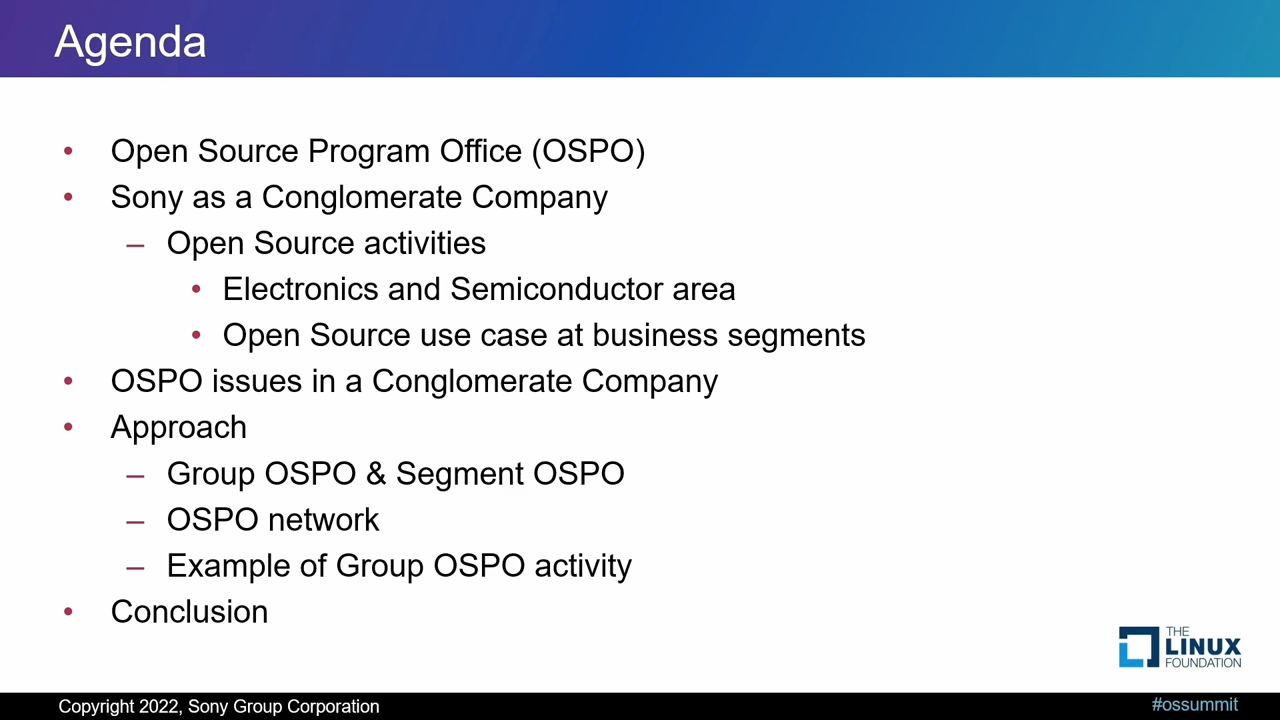 Agenda
• Open Source Program Office (OSPO)
• Sony as a Conglomerate Company
– Open Source activities
• Electronics and Semiconductor area
• Open Source use case at business segments
• OSPO issues in a Conglomerate Company
• Approach
– Group OSPO & Segment OSPO
– OSPO network
– Example of Group OSPO activity
• Conclusion
THE
LINUX
FOUNDATION
Copyright 2022, Sony Group Corporation
#ossummit